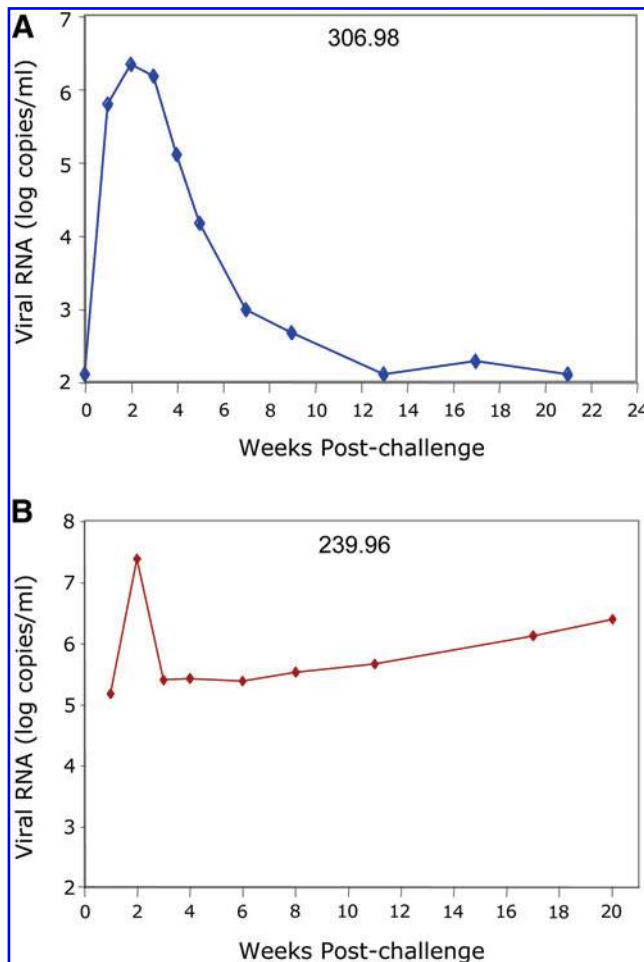 A
306.98
7
6
5
4
3
2
Viral RNA (log copies/ml)
0 2 4 6 8 10 12 14 16 18 20 22 24
Weeks Post-challenge
B
239.96
8
7
6
5
4
3
2
Viral RNA (log copies/ml)
0 2 4 6 8 10 12 14 16 18 20
Weeks Post-challenge